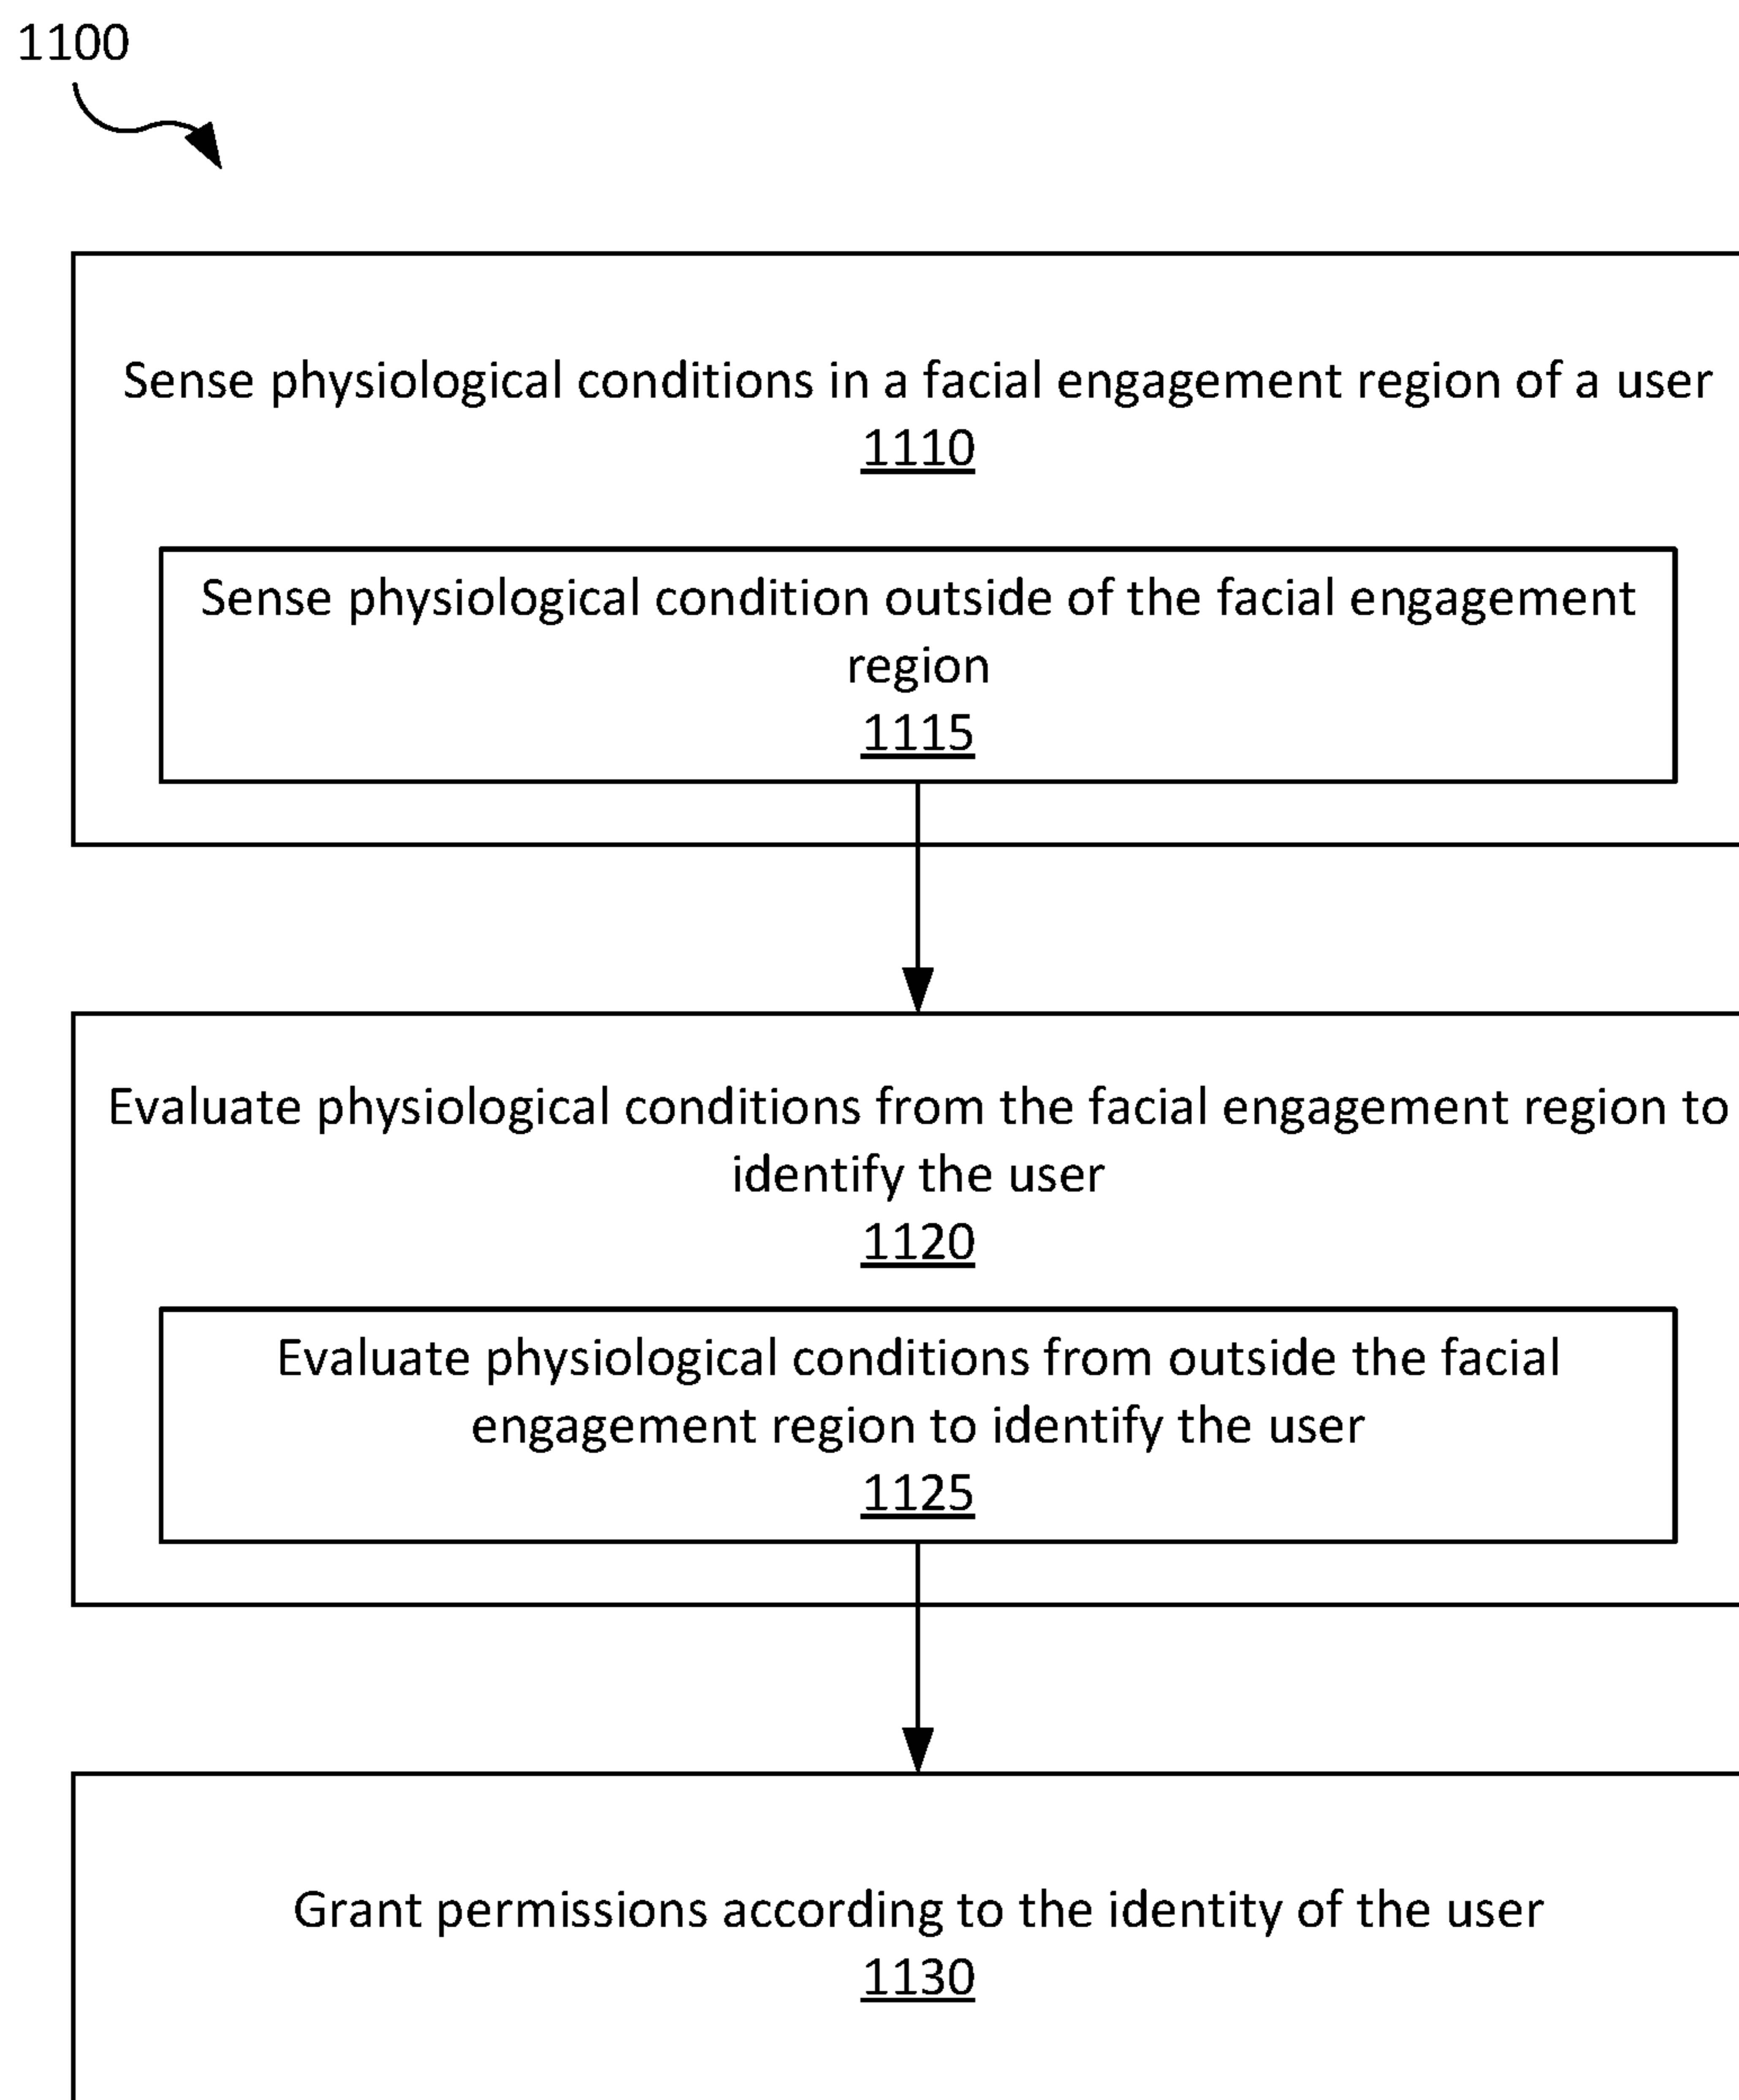 1100
Sense physiological conditions in a facial engagement region of a user
1110
Sense physiological condition outside of the facial engagement
region
1115
Evaluate physiological conditions from the facial engagement region to
identify the user
1120
Evaluate physiological conditions from outside the facial
engagement region to identify the user
1125
Grant permissions according to the identity of the user
1130